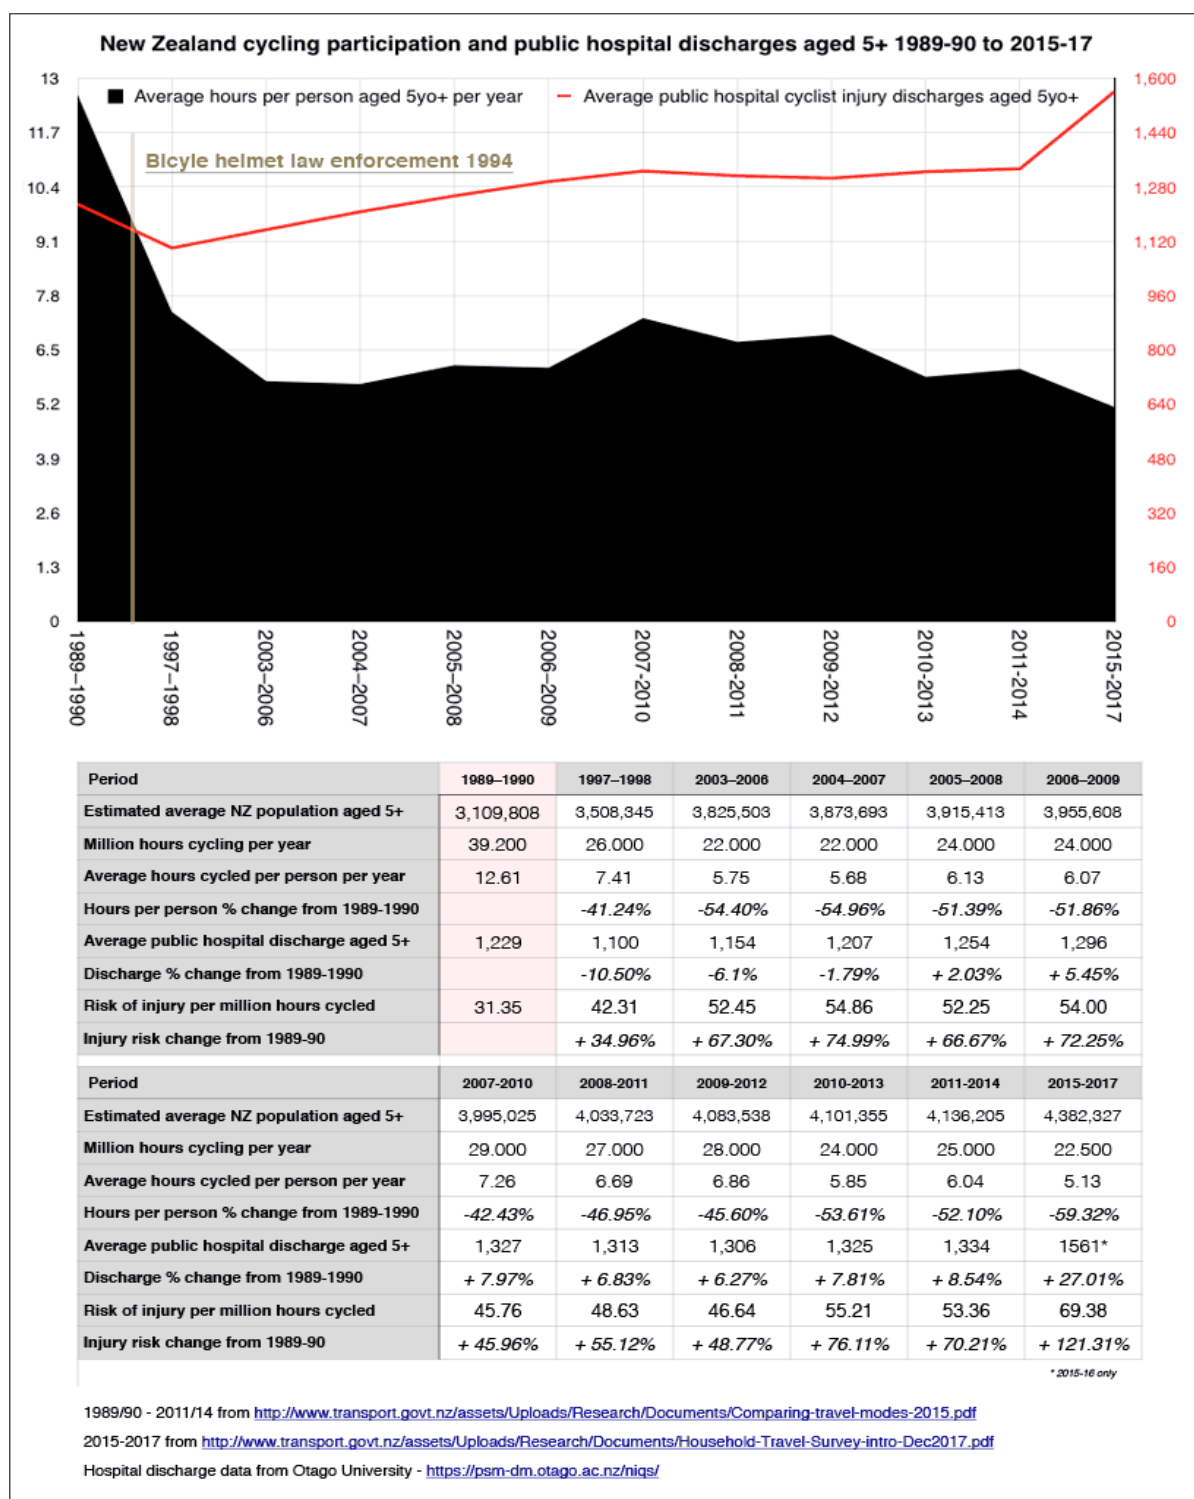 New Zealand cycling participation and public hospital discharges aged 5+ 1989-90 to 2015-17
13 1,600
Average hours per person aged 5yo+ per year Average public hospital cyclist injury discharges aged 5yo+
11.7 1,440
BIcyle helmet law enforcement 1994
10.4 1,280
9.1 1,120
7.8 960
6.5 800
5.2 640
3.9 480
2.6 320
1.3 160
0 0
1989–1990 1997–1998 2003–2006 2004–2007 2005–2008 2006–2009 2007-2010 2008-2011 2009-2012 2010-2013 2011-2014 2015-2017
Period 1989–1990 1997–1998 2003–2006 2004–2007 2005–2008 2006–2009
Estimated average NZ population aged 5+ 3,109,808 3,508,345 3,825,503 3,873,693 3,915,413 3,955,608
Million hours cycling per year 39.200 26.000 22.000 22.000 24.000 24.000
Average hours cycled per person per year 12.61 7.41 5.75 5.68 6.13 6.07
Hours per person % change from 1989-1990 -41.24% -54.40% -54.96% -51.39% -51.86%
Average public hospital discharge aged 5+ 1,229 1,100 1,154 1,207 1,254 1,296
Discharge % change from 1989-1990 -10.50% -6.1% -1.79% + 2.03% + 5.45%
Risk of injury per million hours cycled 31.35 42.31 52.45 54.86 52.25 54.00
Injury risk change from 1989-90 + 34.96% + 67.30% + 74.99% + 66.67% + 72.25%
Period 2007-2010 2008-2011 2009-2012 2010-2013 2011-2014 2015-2017
Estimated average NZ population aged 5+ 3,995,025 4,033,723 4,083,538 4,101,355 4,136,205 4,382,327
Million hours cycling per year 29.000 27.000 28.000 24.000 25.000 22.500
Average hours cycled per person per year 7.26 6.69 6.86 5.85 6.04 5.13
Hours per person % change from 1989-1990 -42.43% -46.95% -45.60% -53.61% -52.10% -59.32%
Average public hospital discharge aged 5+ 1,327 1,313 1,306 1,325 1,334 1561*
Discharge % change from 1989-1990 + 7.97% + 6.83% + 6.27% + 7.81% + 8.54% + 27.01%
Risk of injury per million hours cycled 45.76 48.63 46.64 55.21 53.36 69.38
Injury risk change from 1989-90 + 45.96% + 55.12% + 48.77% + 76.11% + 70.21% + 121.31%
* 2015-16 only
1989/90 - 2011/14 from http://www.transport.govt.nz/assets/Uploads/Research/Documents/Comparing-travel-modes-2015.pdf
2015-2017 from http://www.transport.govt.nz/assets/Uploads/Research/Documents/Household-Travel-Survey-intro-Dec2017.pdf
Hospital discharge data from Otago University - https://psm-dm.otago.ac.nz/niqs/